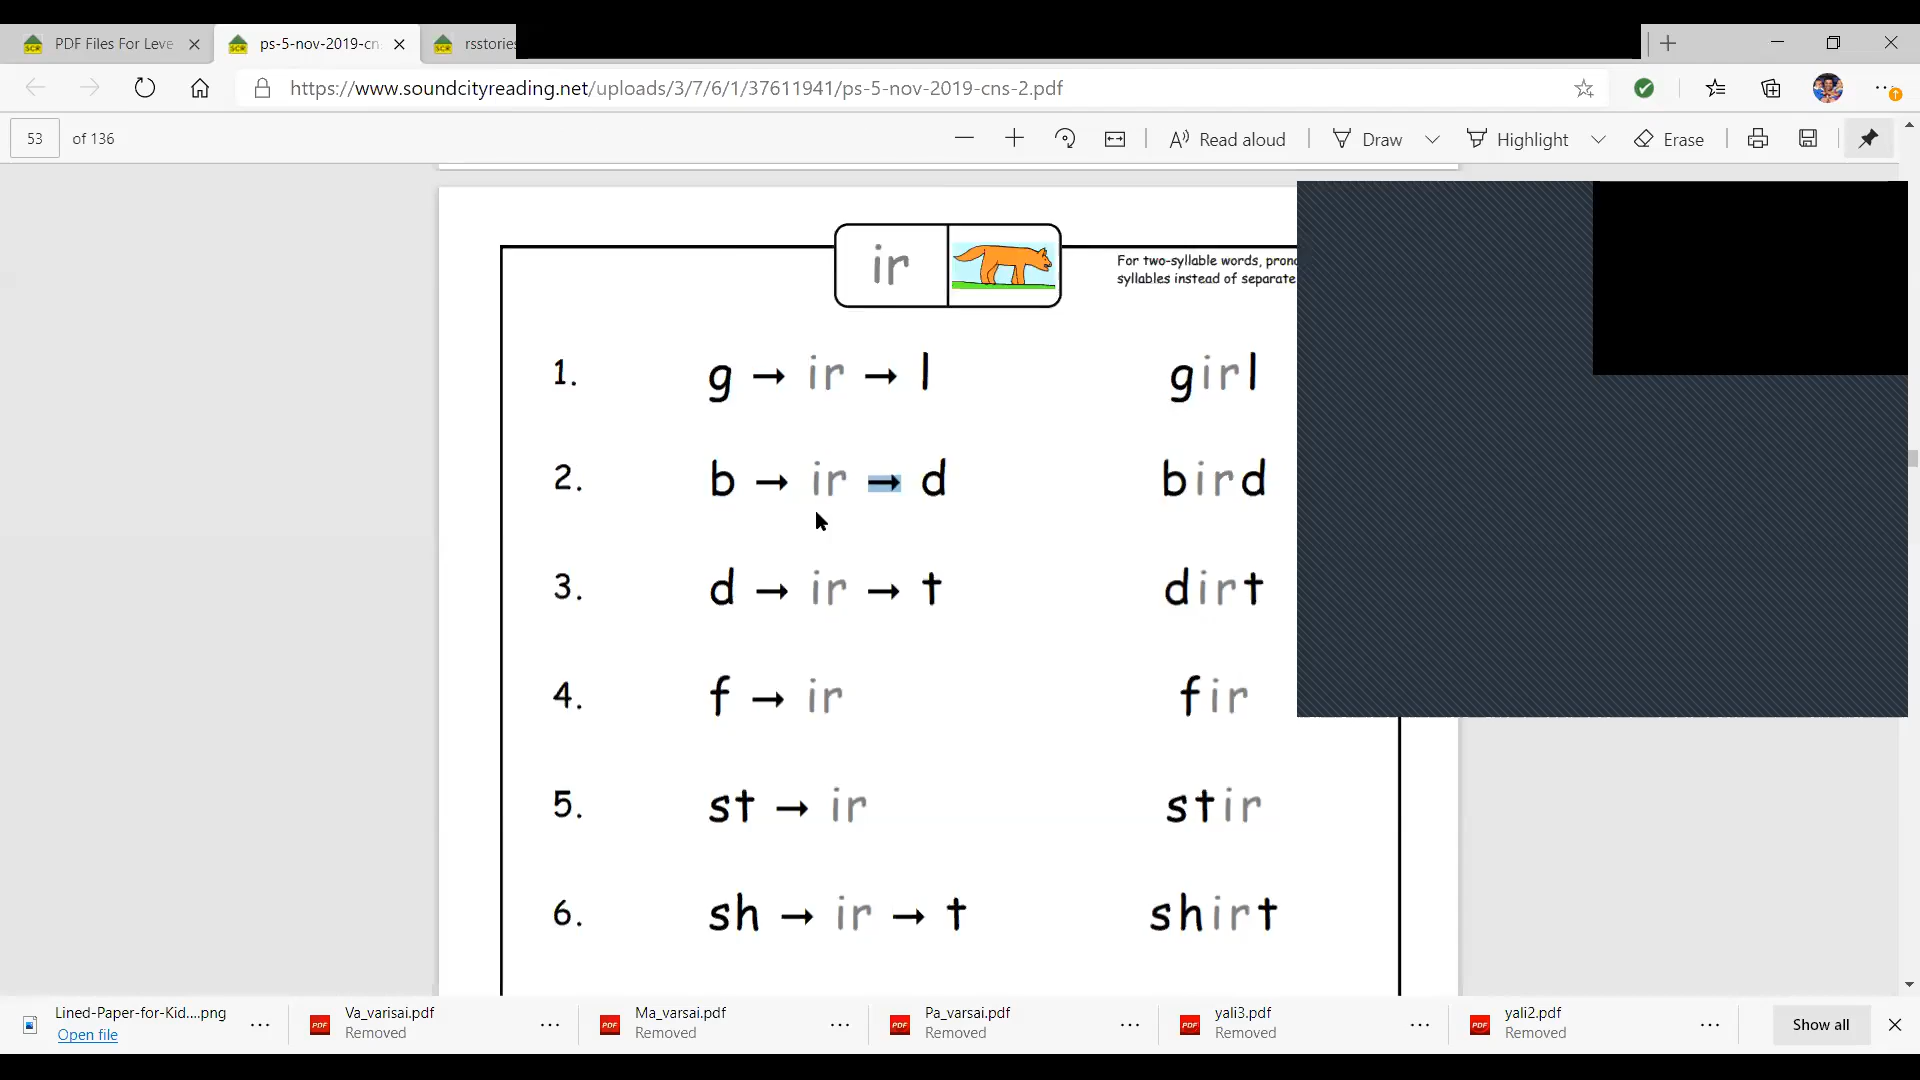 PDF Files For Leve
ps-5-nov-2019-cn
rsstories
https://www.soundcityreading.net/uploads/3/7/6/1/37611941/ps-5-nov-2019-cns-2.pdf
53 of 136
Read aloud
Draw
Highlight
Erase
ir
For two-syllable words, pron
syllables instead of separate
1. g → ir → l girl
2. b → ir → d bird
3. d → ir → t dirt
4. f → ir fir
5. st → ir stir
6. sh → ir → t shirt
Lined-Paper-for-Kid....png
Open file
Va_varisai.pdf
Removed
Ma_varsai.pdf
Removed
Pa_varsai.pdf
Removed
yali3.pdf
Removed
yali2.pdf
Removed
Show all